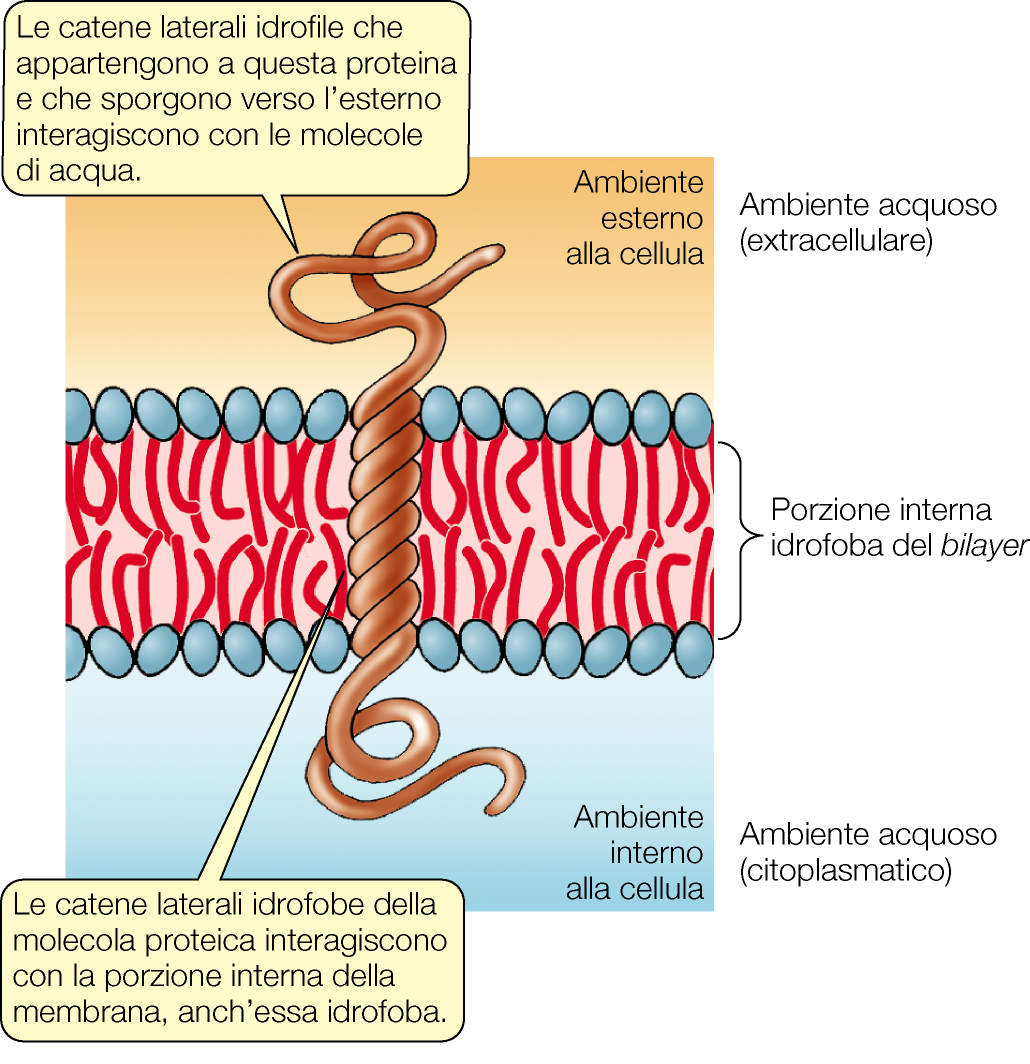 Le catene laterali idrofile che
appartengono a questa proteina
e che sporgono verso l'esterno
interagiscono con le molecole
di acqua.
Ambiente
esterno
alla cellula
Ambiente acquoso
(extracellulare)
Porzione interna
idrofoba del bilayer
Ambiente
interno
alla cellula
Ambiente acquoso
(citoplasmatico)
Le catene laterali idrofobe della
molecola proteica interagiscono
con la porzione interna della
membrana, anch'essa idrofoba.